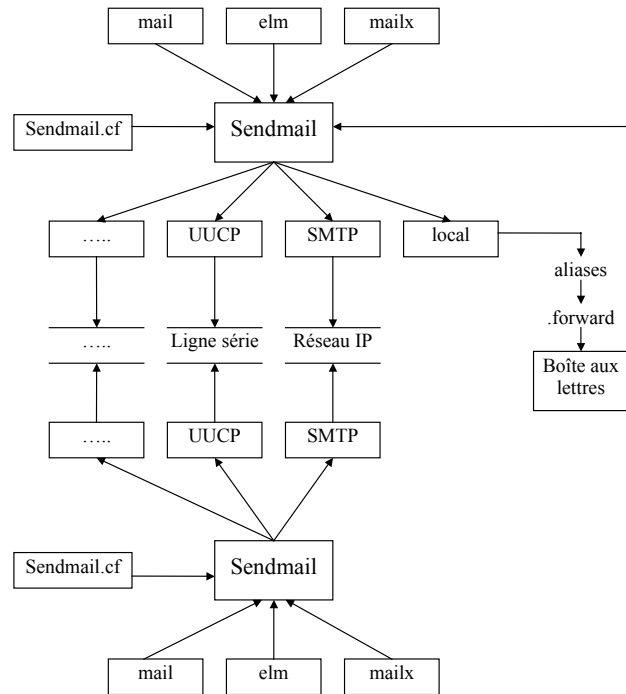 mail
elm
mailx
Sendmail.cf
Sendmail
…..
UUCP
SMTP
local
aliases
…..
Ligne série
Réseau IP
.forward
Boîte aux
lettres
…..
UUCP
SMTP
Sendmail.cf
Sendmail
mail
elm
mailx